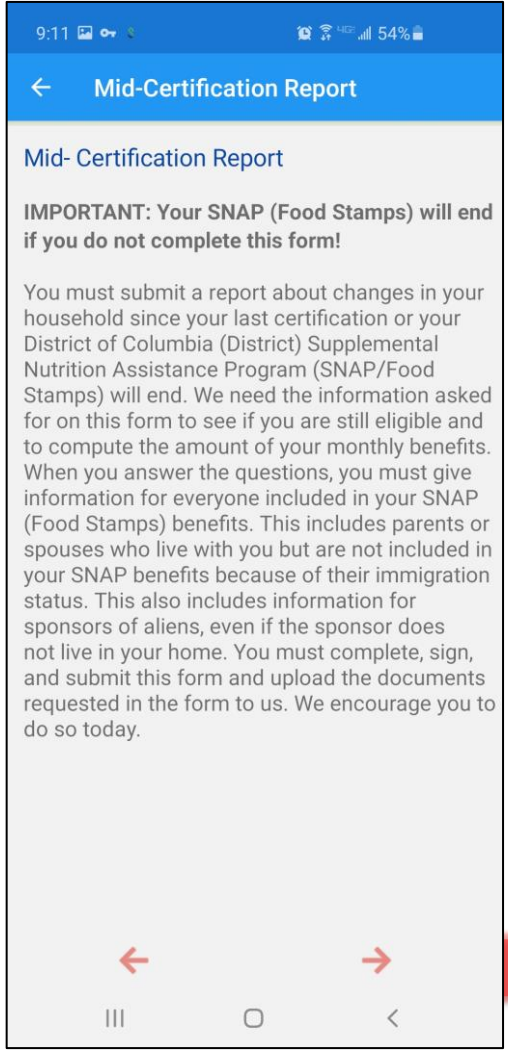 9:11 4GE 54%
Mid-Certification Report
Mid- Certification Report
IMPORTANT: Your SNAP (Food Stamps) will end
if you do not complete this form!
You must submit a report about changes in your
household since your last certification or your
District of Columbia (District) Supplemental
Nutrition Assistance Program (SNAP/Food
Stamps) will end. We need the information asked
for on this form to see if you are still eligible and
to compute the amount of your monthly benefits.
When you answer the questions, you must give
information for everyone included in your SNAP
(Food Stamps) benefits. This includes parents or
spouses who live with you but are not included in
your SNAP benefits because of their immigration
status. This also includes information for
sponsors of aliens, even if the sponsor does
not live in your home. You must complete, sign,
and submit this form and upload the documents
requested in the form to us. We encourage you to
do so today.